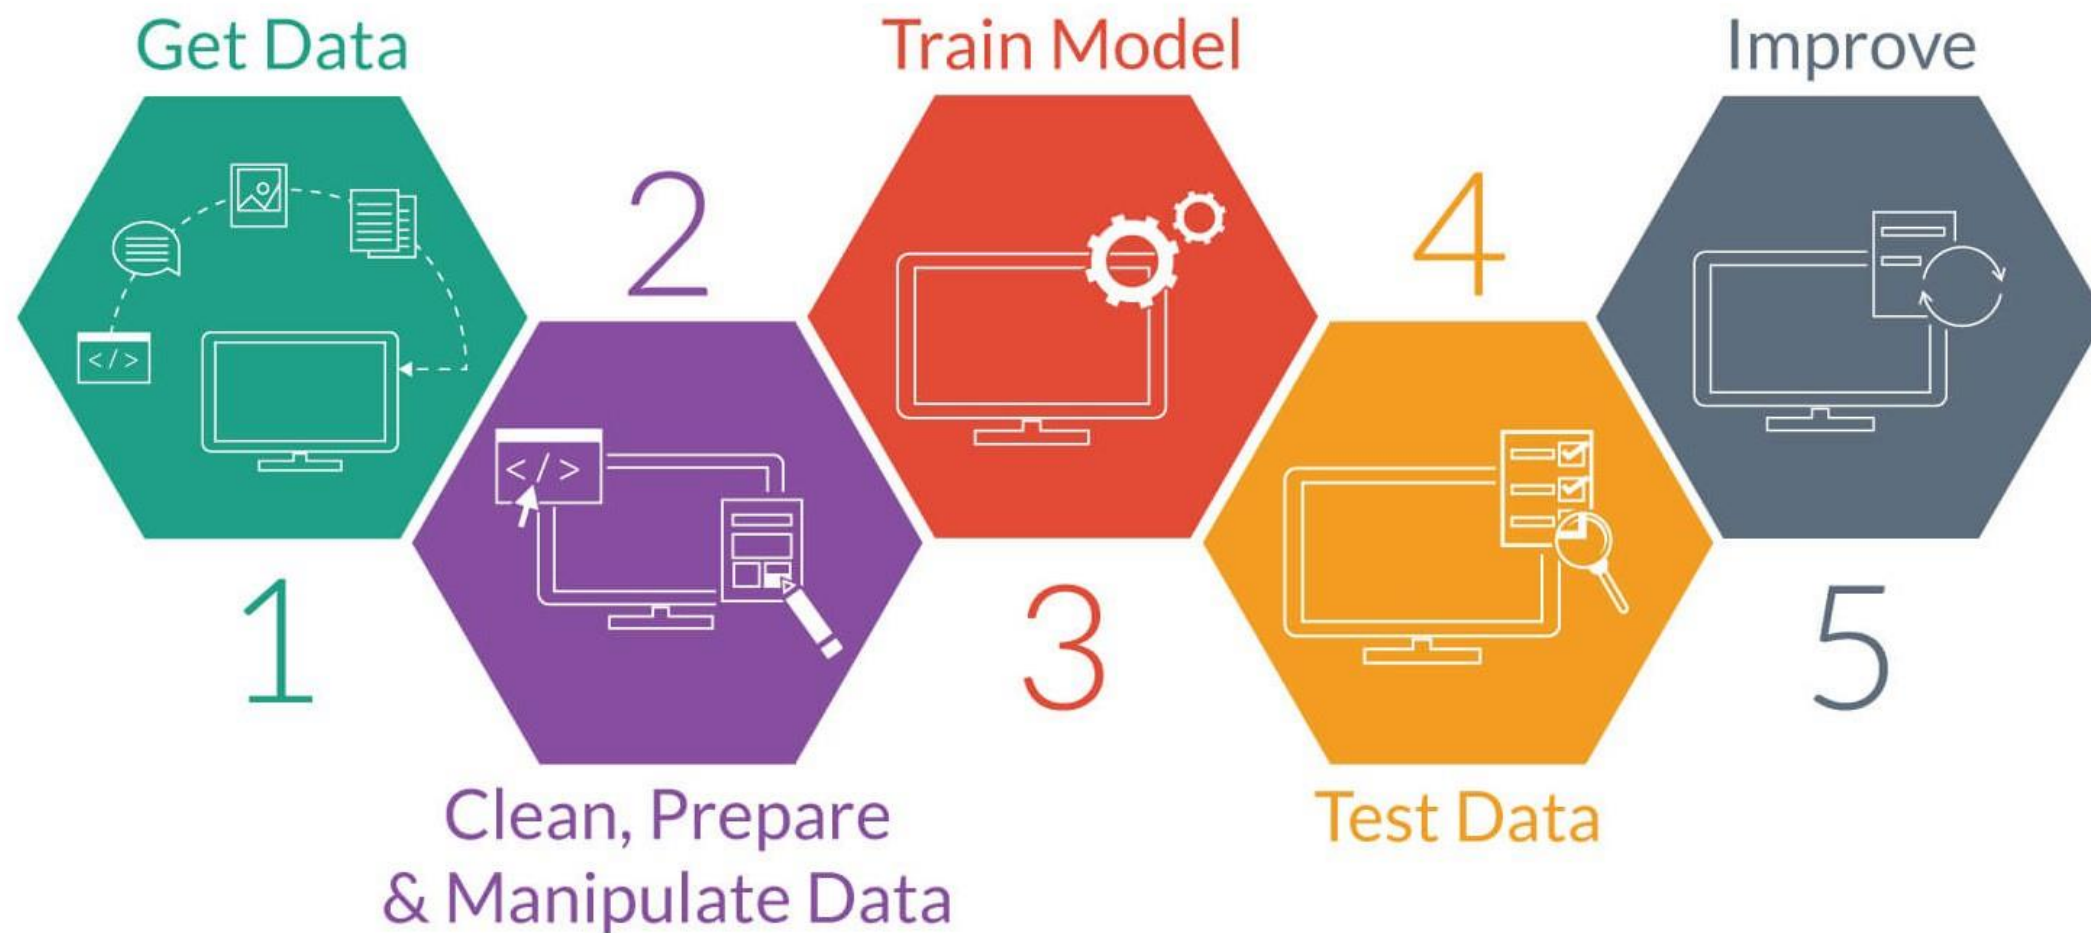 Get Data
1
</>
2
</>
Clean, Prepare
& Manipulate Data
Train Model
3
4
Test Data
Improve
5